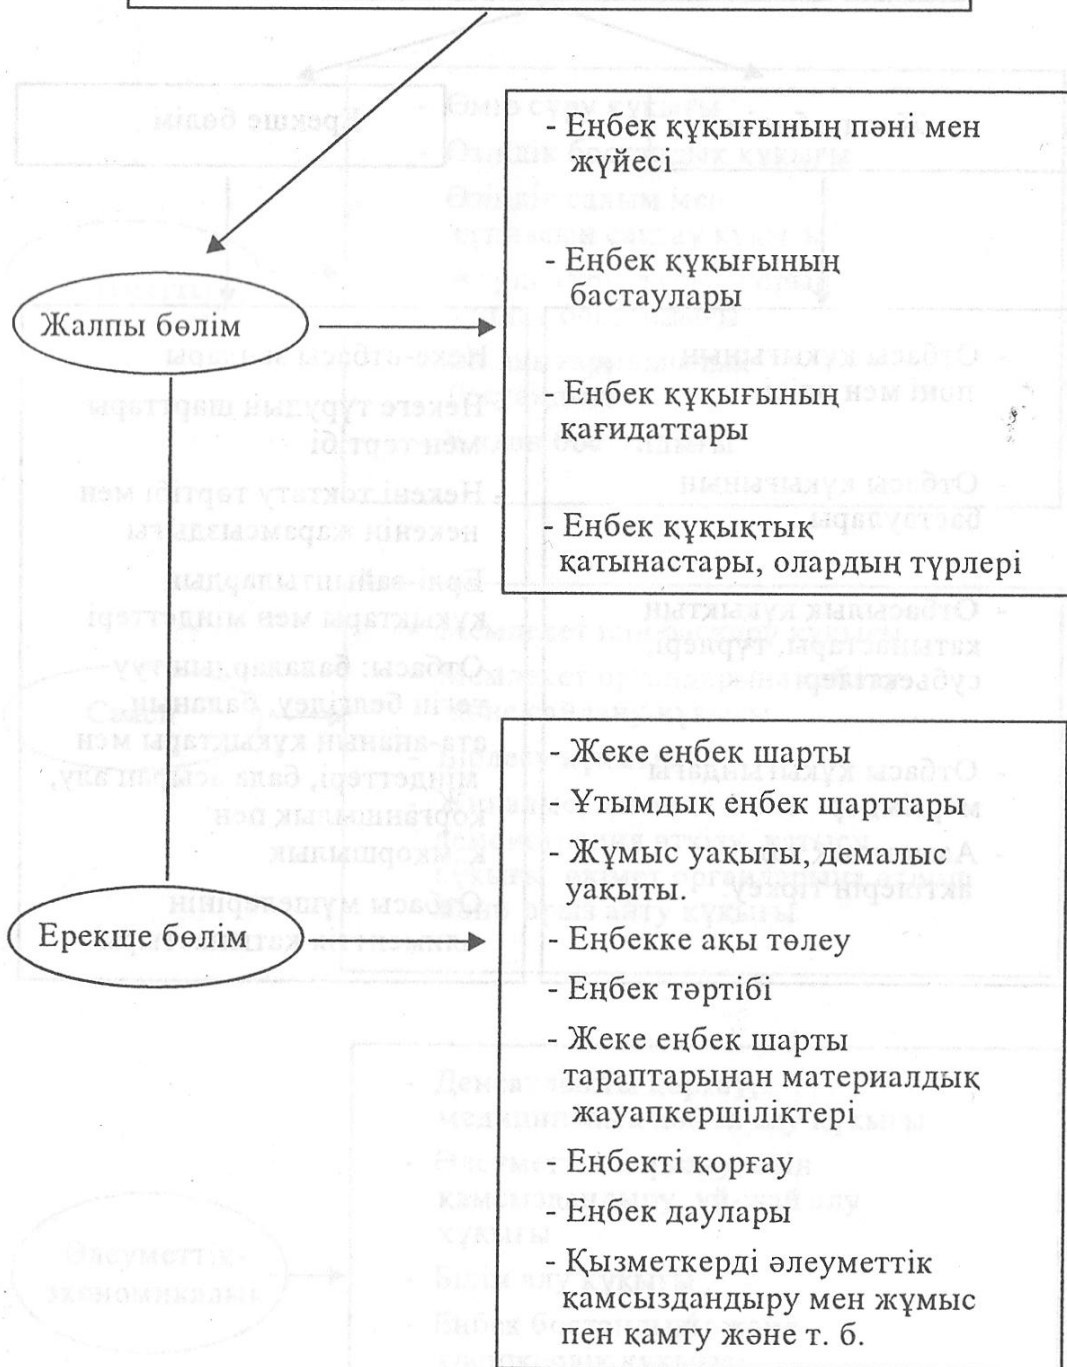 Жалпы бөлім
- Еңбек құқығының пәні мен
жүйесі
- Еңбек құқығының
бастаулары
- Еңбек құқығының
қағидаттары
- Еңбек құқықтық
қатынастары, олардың түрлері
Ерекше бөлім
- Жеке еңбек шарты
- Ұтымдық еңбек шарттары
- Жұмыс уақыты, демалыс
уақыты.
- Еңбекке ақы төлеу
- Еңбек тәртібі
- Жеке еңбек шарты
тараптарынан материалдық
жауапкершіліктері
- Еңбекті қорғау
- Еңбек даулары
- Қызметкерді әлеуметтік
қамсыздандыру мен жұмыс
пен қамту және т. б.